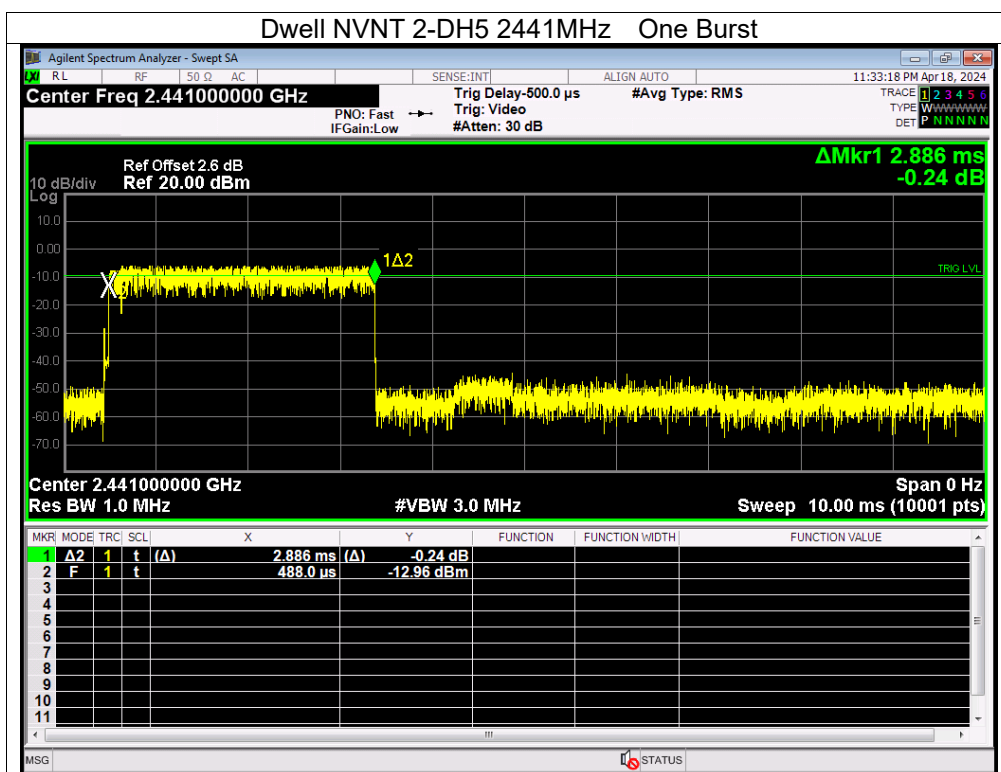 Dwell NVNT 2-DH5 2441MHz One Burst
Agilent Spectrum Analyzer - Swept SA
LXI RL RF 50 Ω AC SENSE:INT ALIGN AUTO 11:33:18 PM Apr 18, 2024
Center Freq 2.441000000 GHz Trig Delay-500.0 µs #Avg Type: RMS TRACE 1 2 3 4 5 6
PNO: Fast Trig: Video TYPE WWWWWW
IFGain:Low #Atten: 30 dB DET P N N N N N
ΔMkr1 2.886 ms
-0.24 dB
Ref Offset 2.6 dB
10 dB/div Ref 20.00 dBm
Log
10.0
0.00
1Δ2
TRIG LVL
-10.0
X2
-20.0
-30.0
-40.0
-50.0
-60.0
-70.0
Center 2.441000000 GHz Span 0 Hz
Res BW 1.0 MHz #VBW 3.0 MHz Sweep 10.00 ms (10001 pts)
MKR MODE TRC SCL X Y FUNCTION FUNCTION WIDTH FUNCTION VALUE
1 Δ2 1 t (Δ) 2.886 ms (Δ) -0.24 dB
2 F 1 t 488.0 µs -12.96 dBm
3
4
5
6
7
8
9
10
11
MSG STATUS